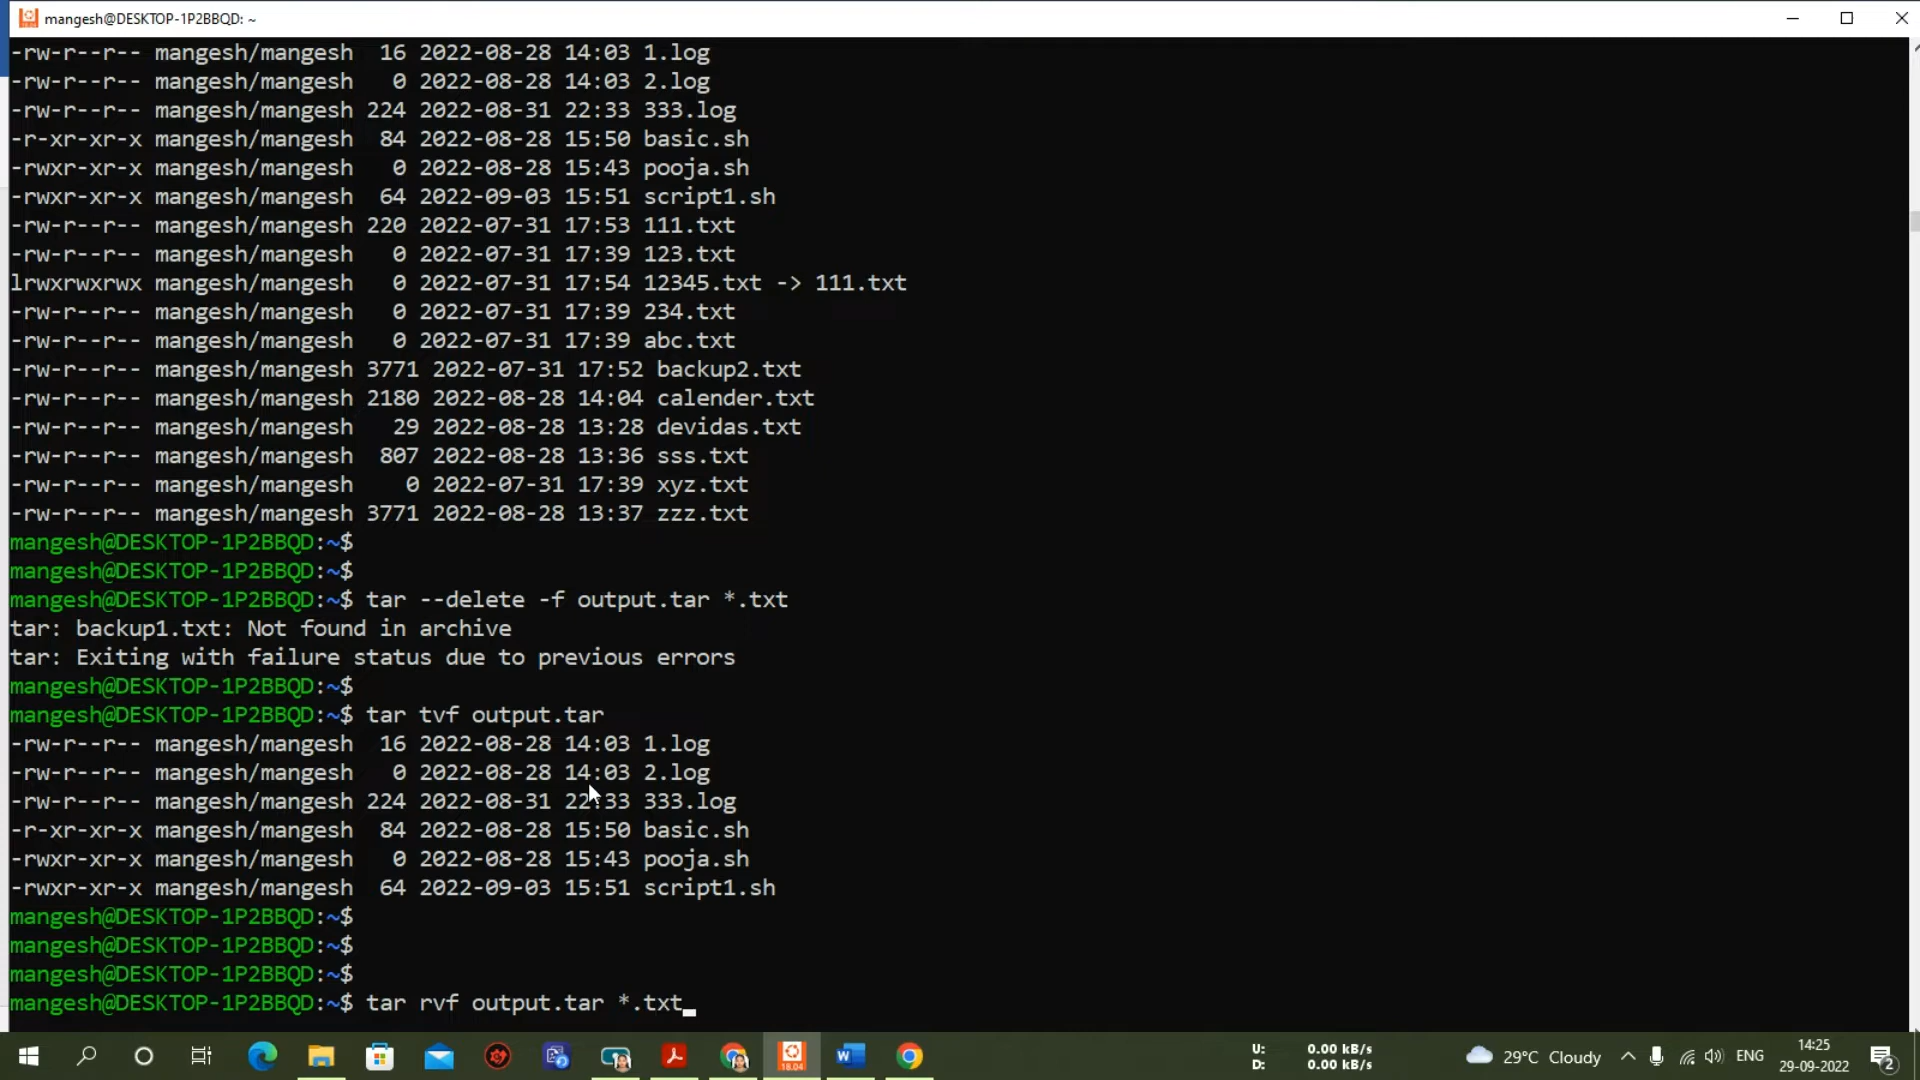 mangesh@DESKTOP-1P2BBQD: ~
-rw-r--r-- mangesh/mangesh  16 2022-08-28 14:03 1.log
-rw-r--r-- mangesh/mangesh   0 2022-08-28 14:03 2.log
-rw-r--r-- mangesh/mangesh 224 2022-08-31 22:33 333.log
-r-xr-xr-x mangesh/mangesh  84 2022-08-28 15:50 basic.sh
-rwxr-xr-x mangesh/mangesh   0 2022-08-28 15:43 pooja.sh
-rwxr-xr-x mangesh/mangesh  64 2022-09-03 15:51 script1.sh
-rw-r--r-- mangesh/mangesh 220 2022-07-31 17:53 111.txt
-rw-r--r-- mangesh/mangesh   0 2022-07-31 17:39 123.txt
lrwxrwxrwx mangesh/mangesh   0 2022-07-31 17:54 12345.txt -> 111.txt
-rw-r--r-- mangesh/mangesh   0 2022-07-31 17:39 234.txt
-rw-r--r-- mangesh/mangesh   0 2022-07-31 17:39 abc.txt
-rw-r--r-- mangesh/mangesh 3771 2022-07-31 17:52 backup2.txt
-rw-r--r-- mangesh/mangesh 2180 2022-08-28 14:04 calender.txt
-rw-r--r-- mangesh/mangesh   29 2022-08-28 13:28 devidas.txt
-rw-r--r-- mangesh/mangesh  807 2022-08-28 13:36 sss.txt
-rw-r--r-- mangesh/mangesh    0 2022-07-31 17:39 xyz.txt
-rw-r--r-- mangesh/mangesh 3771 2022-08-28 13:37 zzz.txt
mangesh@DESKTOP-1P2BBQD:~$
mangesh@DESKTOP-1P2BBQD:~$
mangesh@DESKTOP-1P2BBQD:~$ tar --delete -f output.tar *.txt
tar: backup1.txt: Not found in archive
tar: Exiting with failure status due to previous errors
mangesh@DESKTOP-1P2BBQD:~$
mangesh@DESKTOP-1P2BBQD:~$ tar tvf output.tar
-rw-r--r-- mangesh/mangesh  16 2022-08-28 14:03 1.log
-rw-r--r-- mangesh/mangesh   0 2022-08-28 14:03 2.log
-rw-r--r-- mangesh/mangesh 224 2022-08-31 22:33 333.log
-r-xr-xr-x mangesh/mangesh  84 2022-08-28 15:50 basic.sh
-rwxr-xr-x mangesh/mangesh   0 2022-08-28 15:43 pooja.sh
-rwxr-xr-x mangesh/mangesh  64 2022-09-03 15:51 script1.sh
mangesh@DESKTOP-1P2BBQD:~$
mangesh@DESKTOP-1P2BBQD:~$
mangesh@DESKTOP-1P2BBQD:~$
mangesh@DESKTOP-1P2BBQD:~$ tar rvf output.tar *.txt
18.04
U: 0.00 kB/s
D: 0.00 kB/s
29°C Cloudy
ENG
14:25
29-09-2022
2